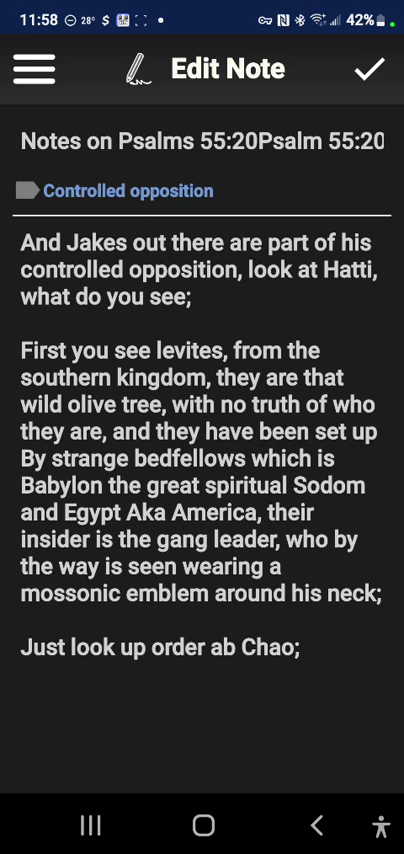 11:58 28° $ 42%
Edit Note
Notes on Psalms 55:20Psalm 55:20
Controlled opposition
And Jakes out there are part of his
controlled opposition, look at Hatti,
what do you see;
First you see levites, from the
southern kingdom, they are that
wild olive tree, with no truth of who
they are, and they have been set up
By strange bedfellows which is
Babylon the great spiritual Sodom
and Egypt Aka America, their
insider is the gang leader, who by
the way is seen wearing a
mossonic emblem around his neck;
Just look up order ab Chao;